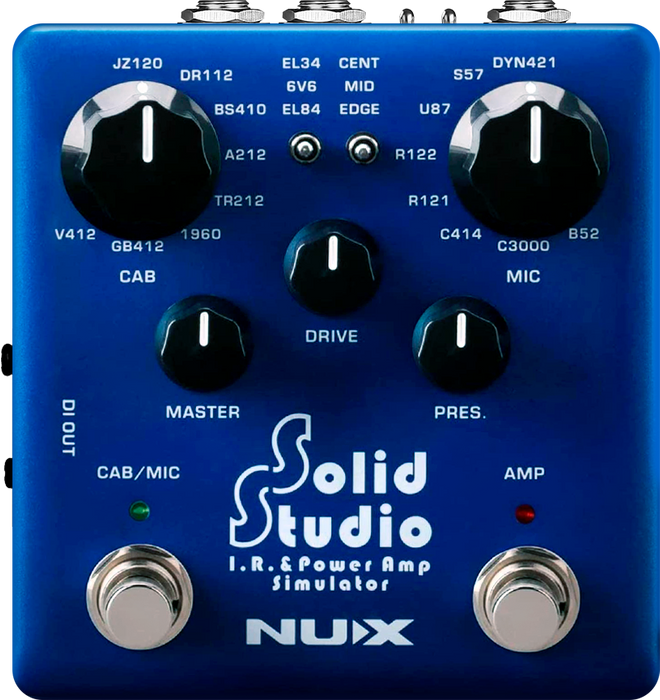 JZ120
DR112
BS410
A212
TR212
1960
GB412
V412
CAB
EL34
6V6
EL84
CENT
MID
EDGE
DYN421
S57
U87
R122
R121
C414
C3000
B52
MIC
DRIVE
MASTER
PRES.
DI OUT
CAB/MIC
AMP
Solid
Studio
I.R.&Power Amp
Simulator
NUX